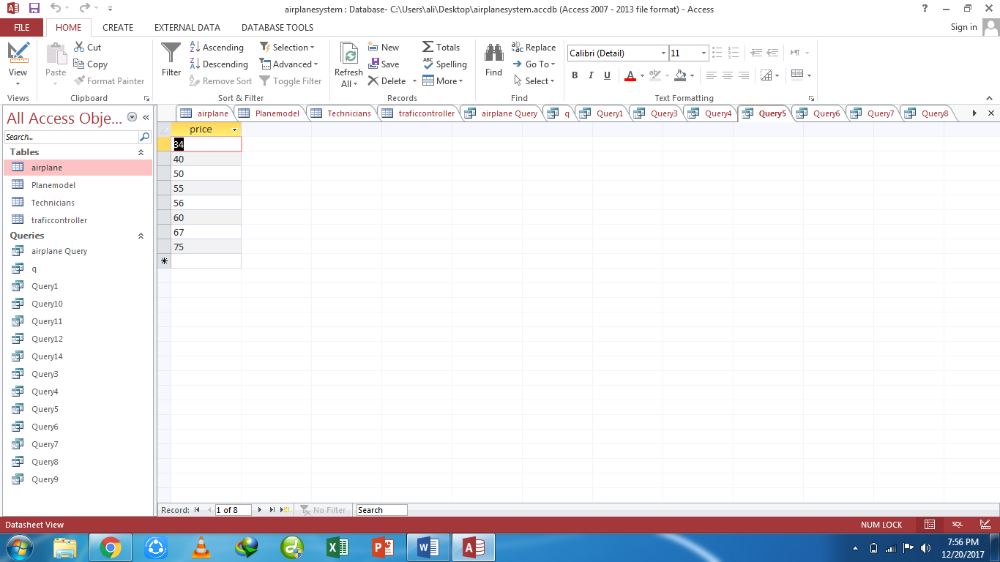 airplanesystem : Database- C:\Users\ali\Desktop\airplanesystem.accdb (Access 2007 - 2013 file format) - Access
FILE HOME CREATE EXTERNAL DATA DATABASE TOOLS Sign in
View
Views
Paste
Cut
Copy
Format Painter
Clipboard
Filter
Ascending
Descending
Remove Sort
Selection
Advanced
Toggle Filter
Sort & Filter
Refresh
All
New
Save
Delete
Totals
Spelling
More
Records
Find
Replace
Go To
Select
Find
Calibri (Detail) 11
B I U A
Text Formatting
All Access Obje...
Search...
Tables
airplane
Planemodel
Technicians
traficcontroller
Queries
airplane Query
q
Query1
Query10
Query11
Query12
Query14
Query3
Query4
Query5
Query6
Query7
Query8
Query9
airplane Planemodel Technicians traficcontroller airplane Query q Query1 Query3 Query4 Query5 Query6 Query7 Query8
price
34
40
50
55
56
60
67
75
Record: 1 of 8 No Filter Search
Datasheet View NUM LOCK SQL
7:56 PM
12/20/2017